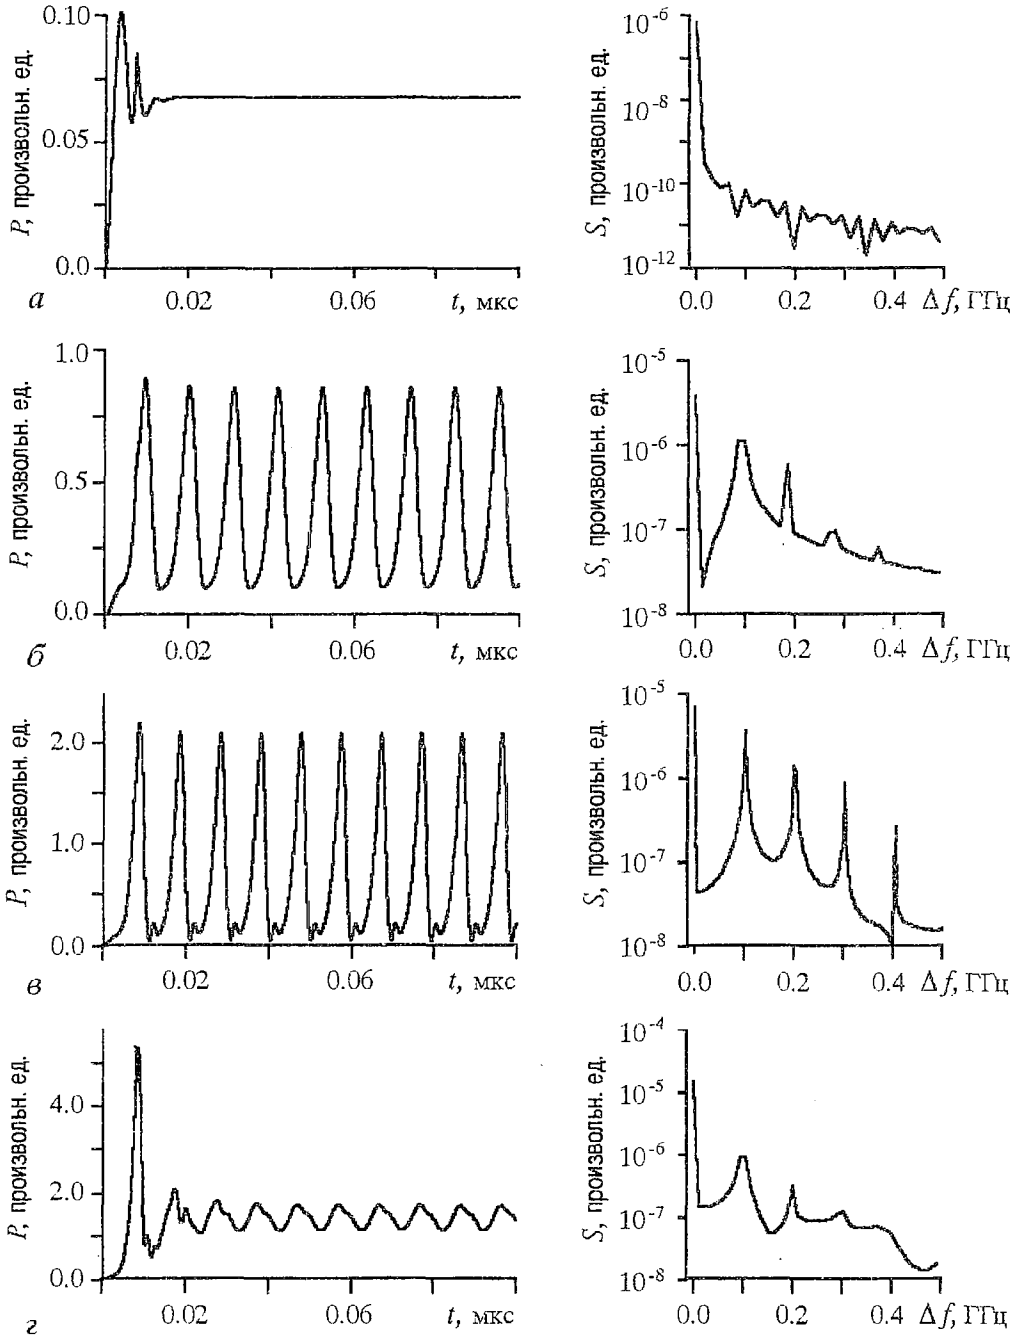 0.10
0.05
0.0
P, произвольн. ед.
0.02 0.06 t, мкс
а
10⁻⁶
10⁻⁸
10⁻¹⁰
10⁻¹²
S, произвольн. ед.
0.0 0.2 0.4 Δf, ГГц
1.0
0.5
0.0
P, произвольн. ед.
0.02 0.06 t, мкс
б
10⁻⁵
10⁻⁶
10⁻⁷
10⁻⁸
S, произвольн. ед.
0.0 0.2 0.4 Δf, ГГц
2.0
1.0
0.0
P, произвольн. ед.
0.02 0.06 t, мкс
в
10⁻⁵
10⁻⁶
10⁻⁷
10⁻⁸
S, произвольн. ед.
0.0 0.2 0.4 Δf, ГГц
4.0
2.0
0.0
P, произвольн. ед.
0.02 0.06 t, мкс
г
10⁻⁴
10⁻⁵
10⁻⁶
10⁻⁷
10⁻⁸
S, произвольн. ед.
0.0 0.2 0.4 Δf, ГГц